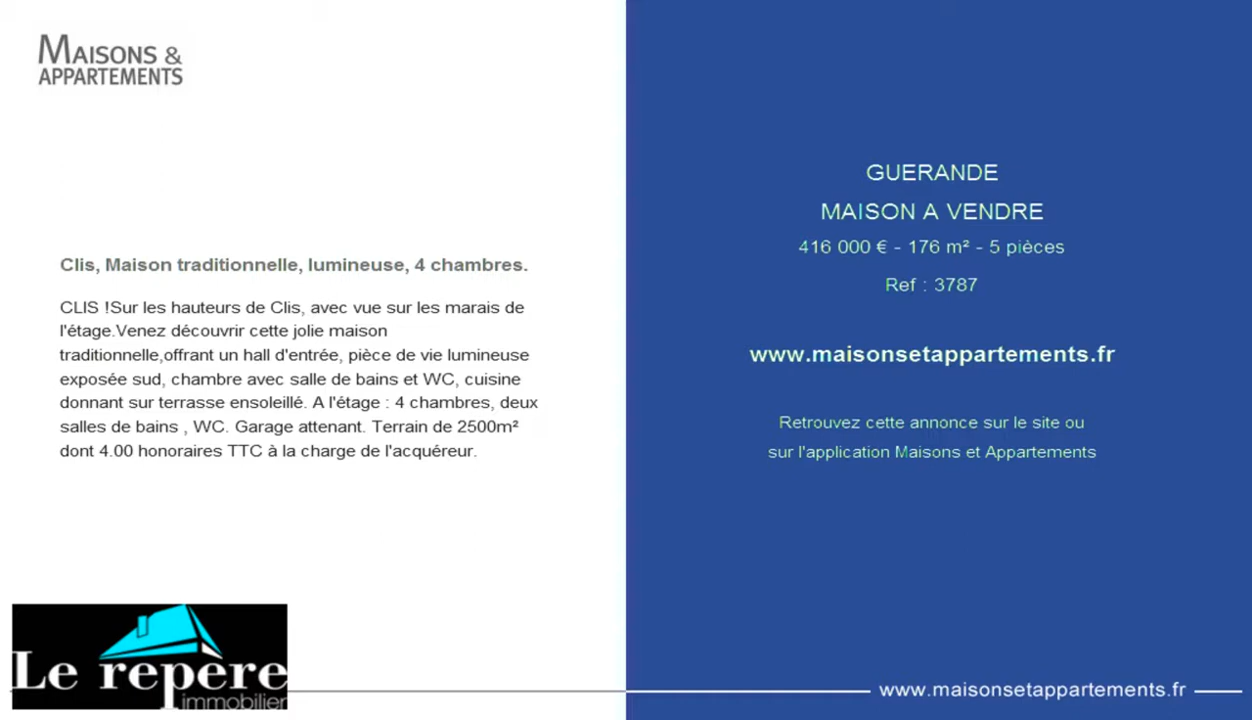 MAISONS &
APPARTEMENTS
Clis, Maison traditionnelle, lumineuse, 4 chambres.
CLIS !Sur les hauteurs de Clis, avec vue sur les marais de
l'étage.Venez découvrir cette jolie maison
traditionnelle,offrant un hall d'entrée, pièce de vie lumineuse
exposée sud, chambre avec salle de bains et WC, cuisine
donnant sur terrasse ensoleillé. A l'étage : 4 chambres, deux
salles de bains , WC. Garage attenant. Terrain de 2500m²
dont 4.00 honoraires TTC à la charge de l'acquéreur.
Le repère
immobilier
GUERANDE
MAISON A VENDRE
416 000 € - 176 m² - 5 pièces
Ref : 3787
www.maisonsetappartements.fr
Retrouvez cette annonce sur le site ou
sur l'application Maisons et Appartements
www.maisonsetappartements.fr